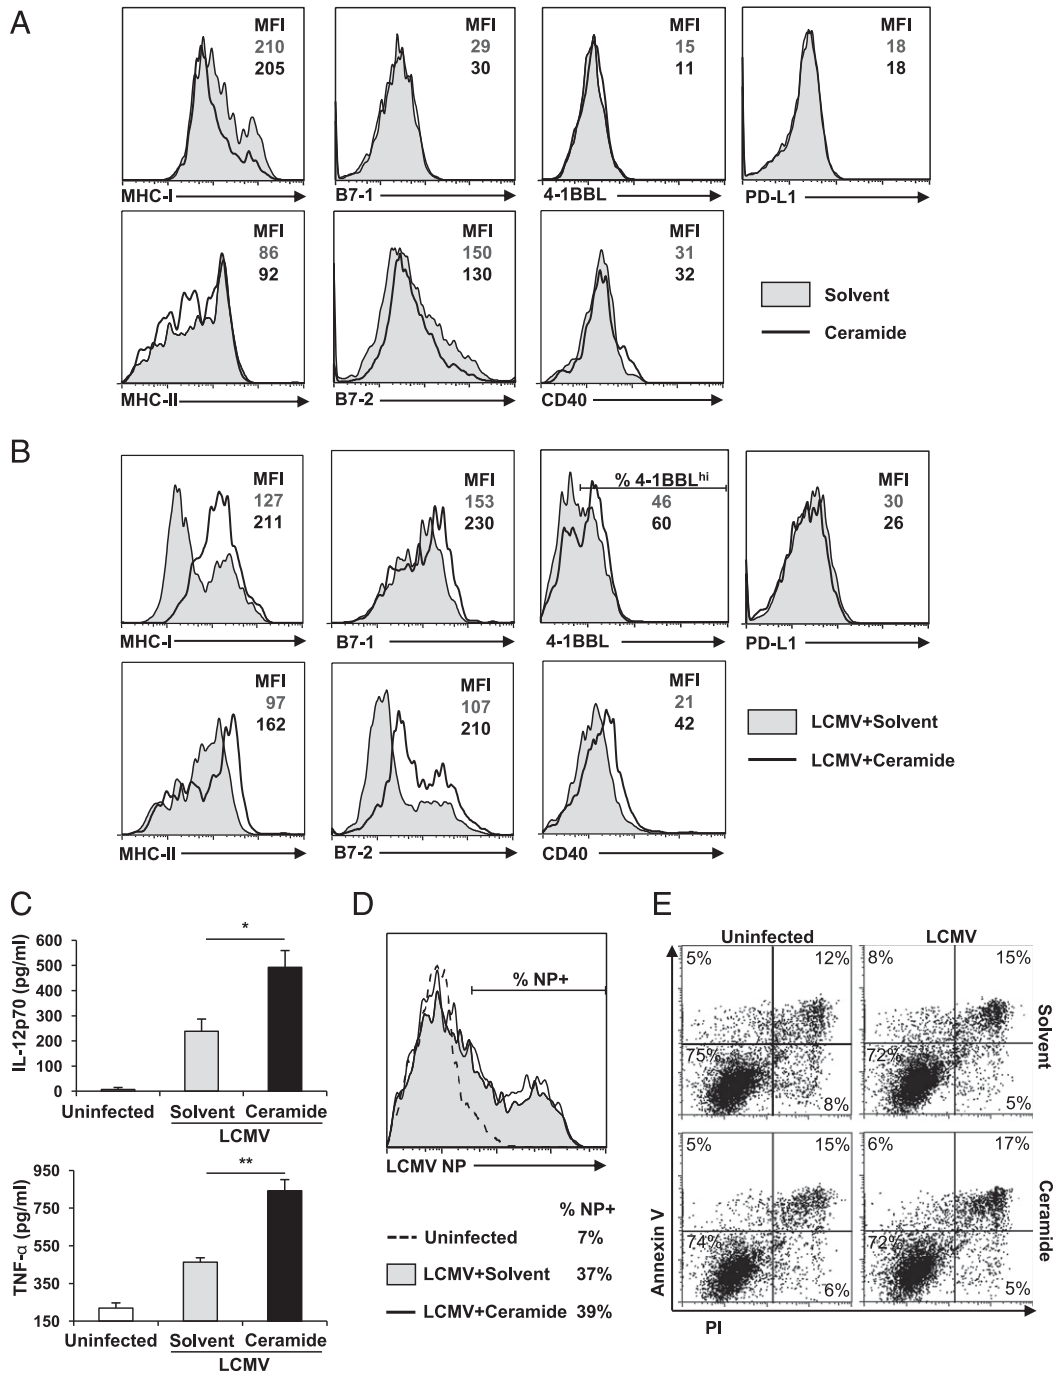 A
MFI
210
205
MHC-I
MFI
29
30
B7-1
MFI
15
11
4-1BBL
MFI
18
18
PD-L1
MFI
86
92
MHC-II
MFI
150
130
B7-2
MFI
31
32
CD40
Solvent
Ceramide
B
MFI
127
211
MHC-I
MFI
153
230
B7-1
% 4-1BBLhi
46
60
4-1BBL
MFI
30
26
PD-L1
MFI
97
162
MHC-II
MFI
107
210
B7-2
MFI
21
42
CD40
LCMV+Solvent
LCMV+Ceramide
C
IL-12p70 (pg/ml)
600
500
400
300
200
100
0
*
Uninfected Solvent Ceramide
LCMV
TNF-α (pg/ml)
950
750
550
350
150
**
Uninfected Solvent Ceramide
LCMV
D
% NP+
LCMV NP
% NP+
Uninfected 7%
LCMV+Solvent 37%
LCMV+Ceramide 39%
E
Uninfected LCMV
5% 12% 8% 15%
75% 72%
8% 5%
Solvent
5% 15% 6% 17%
74% 72%
6% 5%
Ceramide
Annexin V
PI